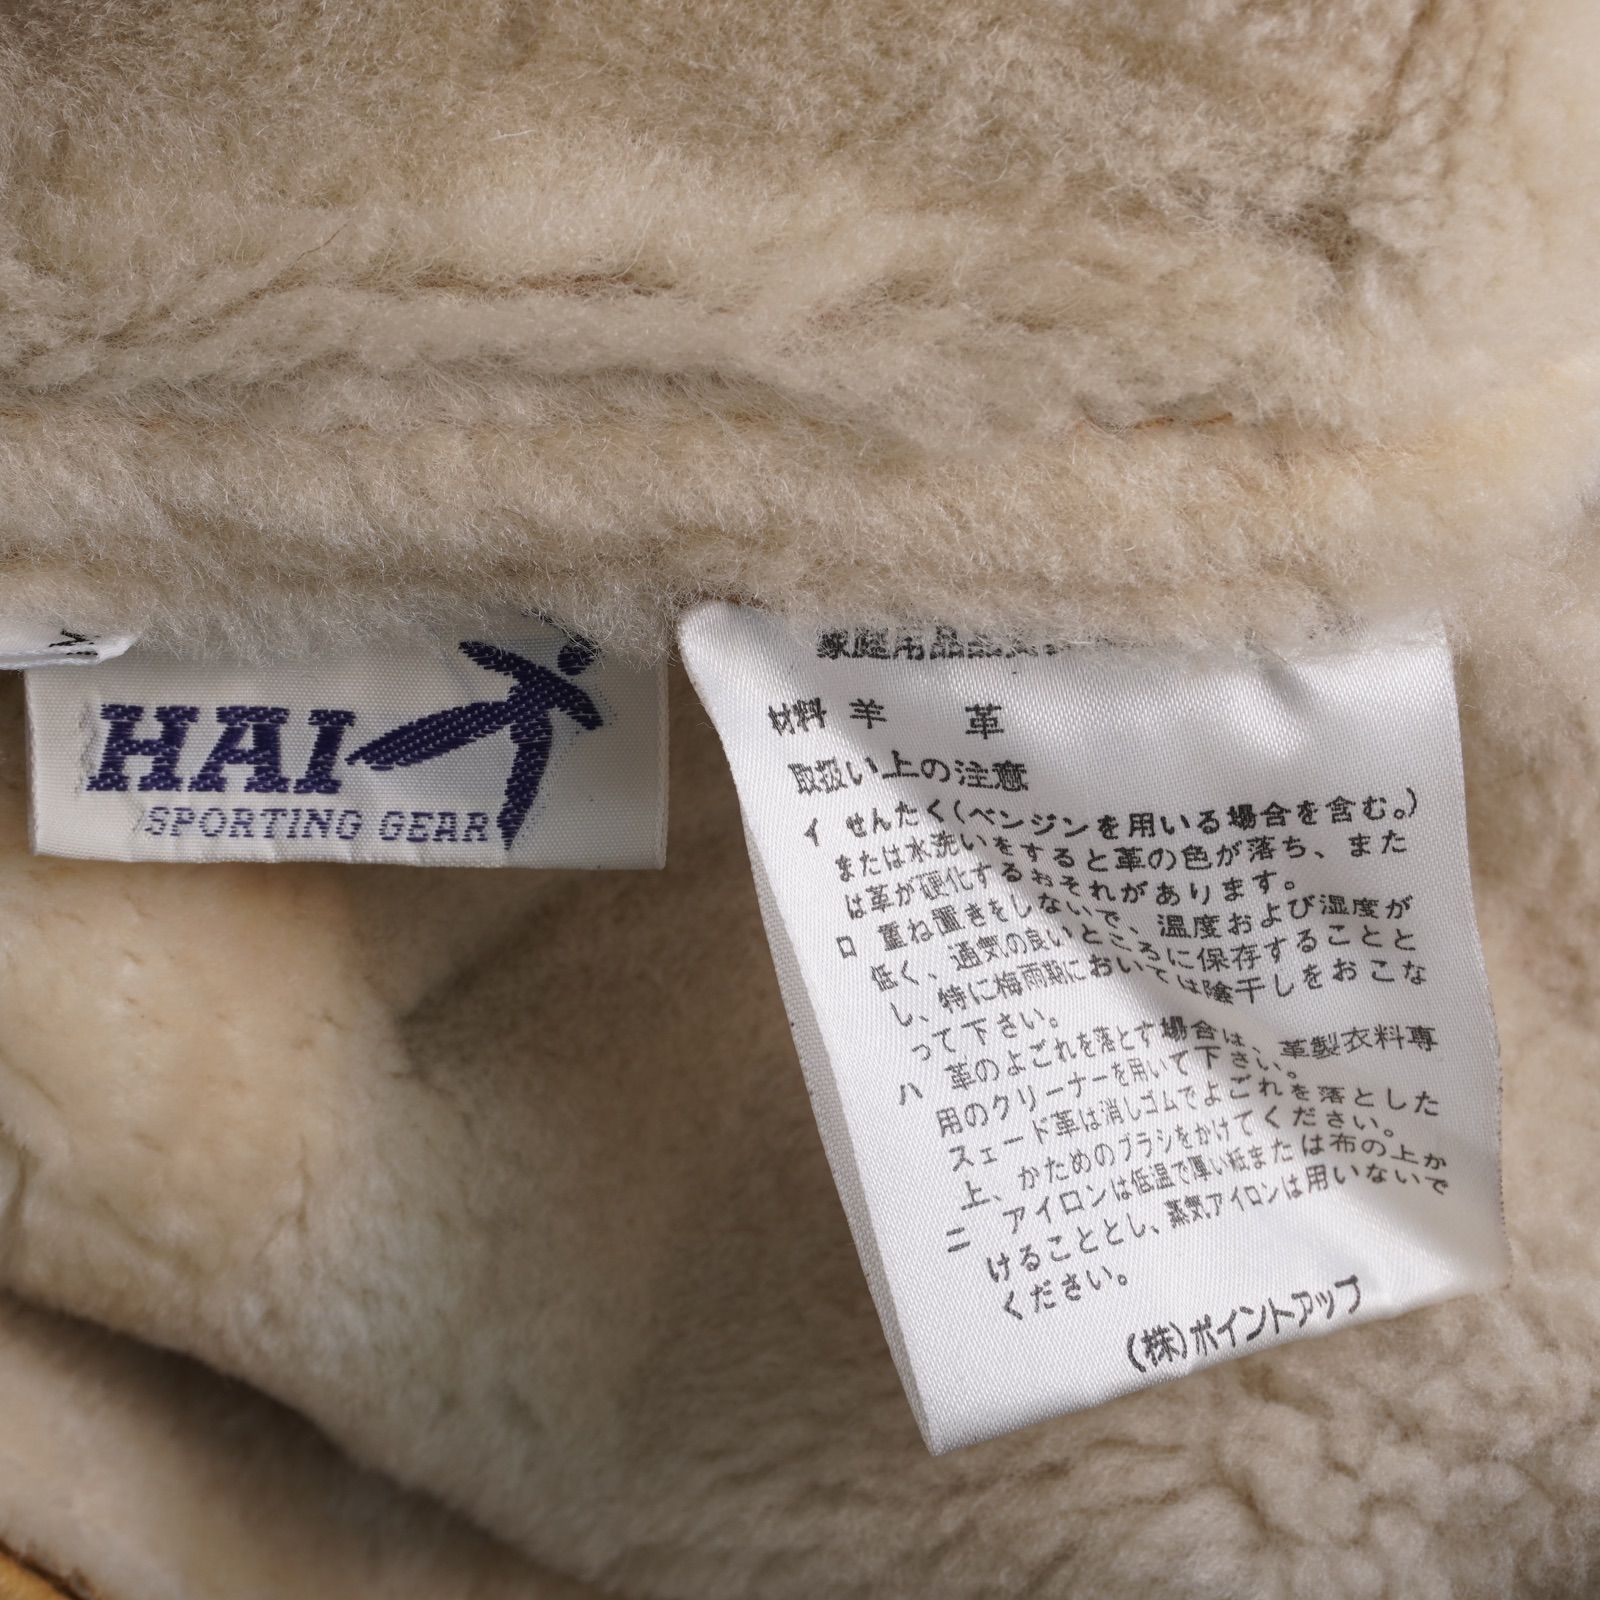 HAI
SPORTING GEAR
家庭用品品質
材料 羊 革
取扱い上の注意
イ せんたく(ベンジンを用いる場合を含む。)
または水洗いをすると革の色が落ち、また
は革が硬化するおそれがあります。
ロ 重ね置きをしないで、温度および湿度が
低く、通気の良いところに保存することと
し、特に梅雨期においては陰干しをおこな
って下さい。
ハ 革のよごれを落とす場合は、革製衣料専
用のクリーナーを用いて下さい。
スェード革は消しゴムでよごれを落とした
上、かためのブラシをかけてください。
ニ アイロンは低温で厚い紙または布の上か
けることとし、蒸気アイロンは用いないで
ください。
(株)ポイントアップ